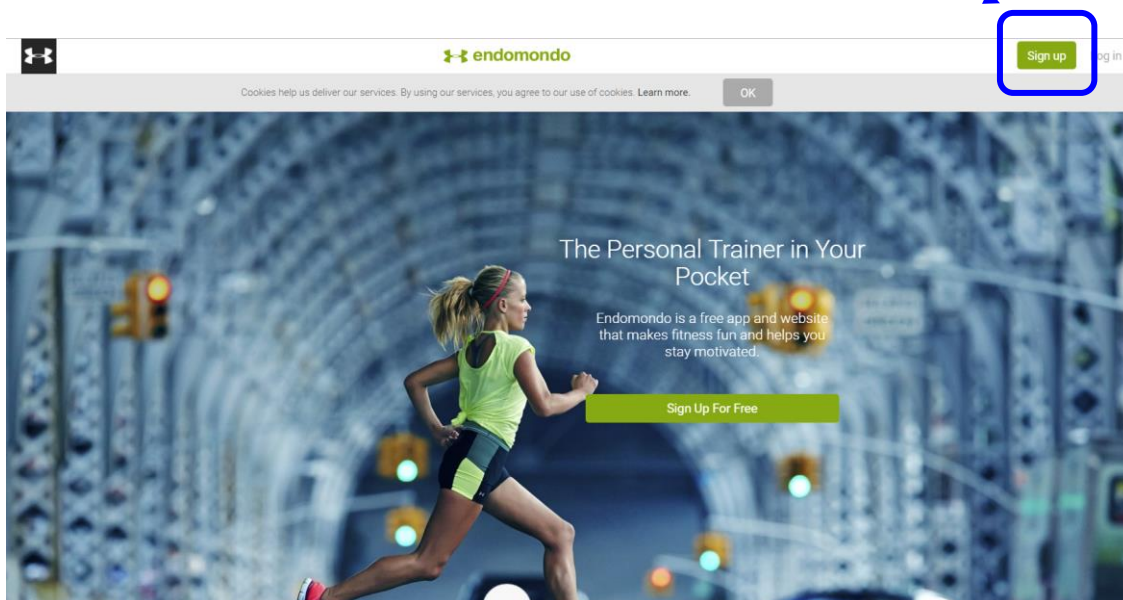 endomondo
Sign up
og in
Cookies help us deliver our services. By using our services, you agree to our use of cookies. Learn more.
OK
The Personal Trainer in Your
Pocket
Endomondo is a free app and website
that makes fitness fun and helps you
stay motivated.
Sign Up For Free